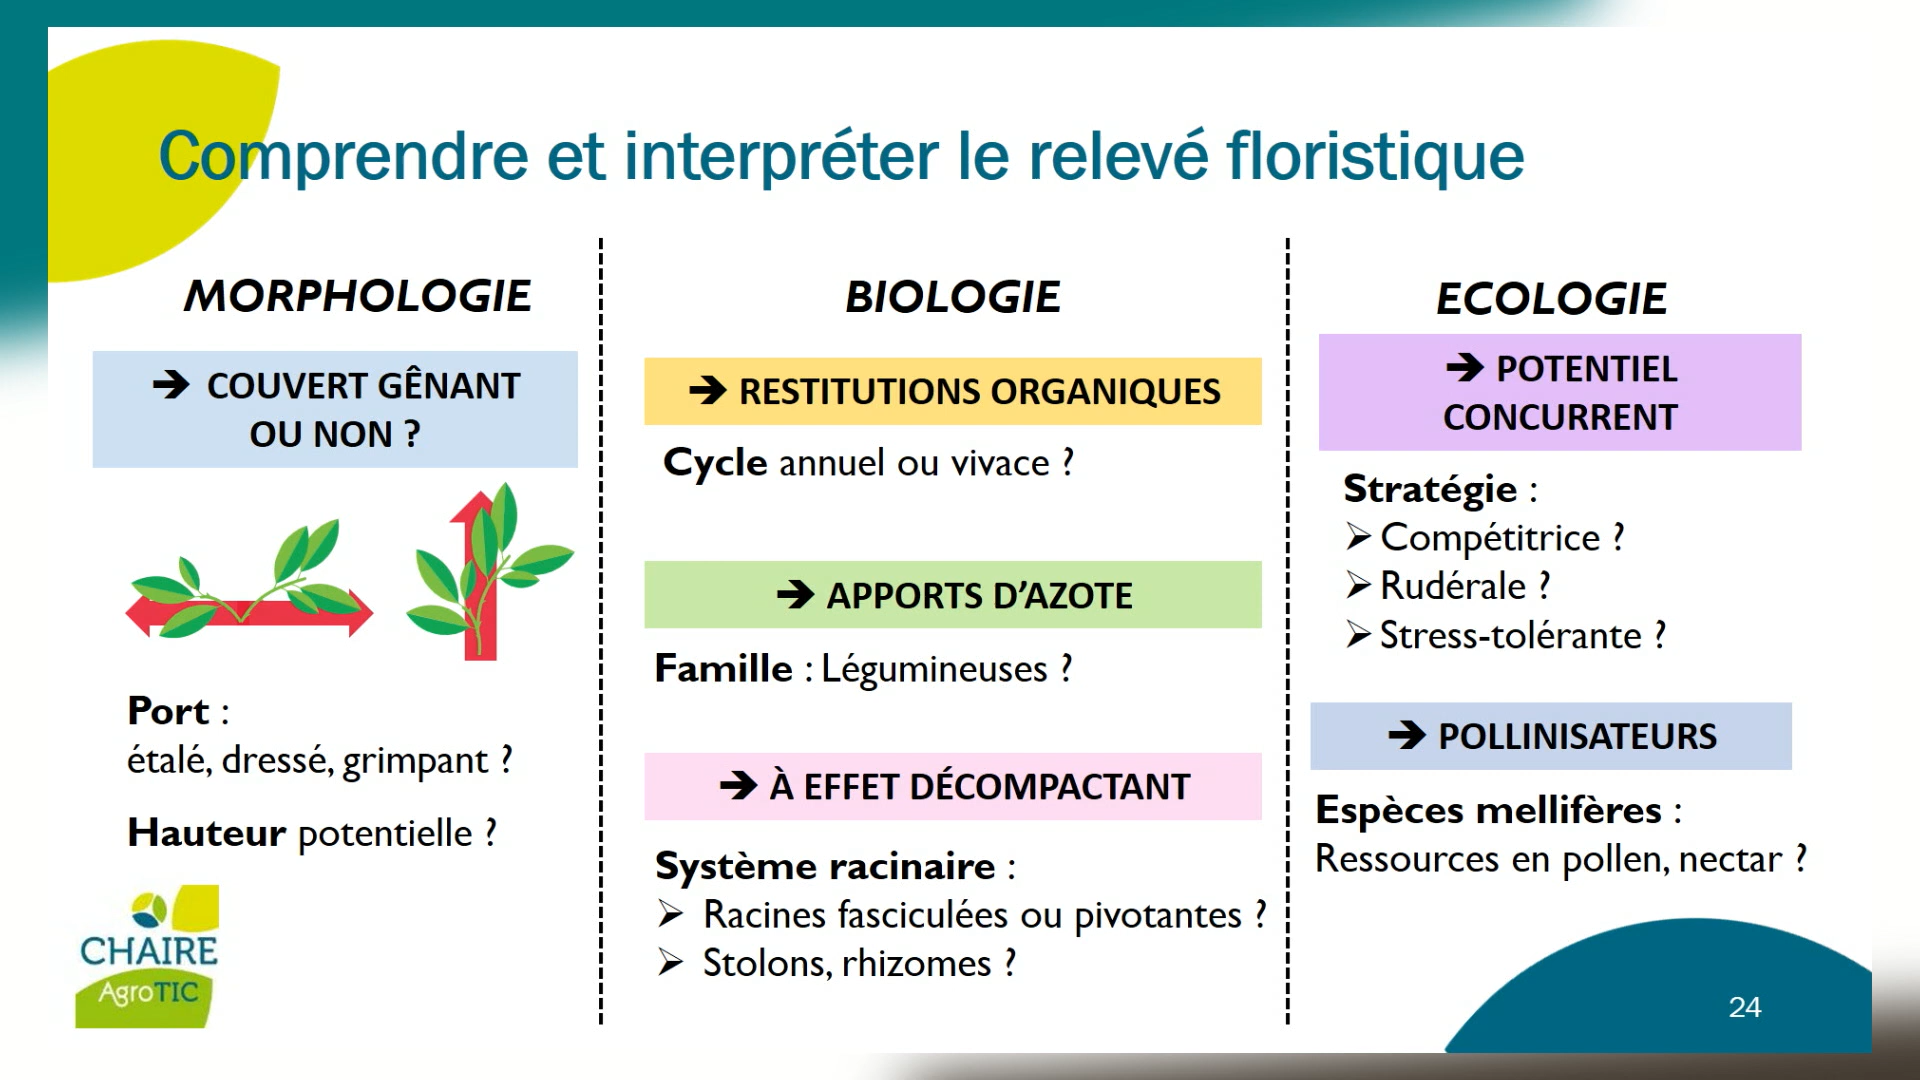 Comprendre et interpréter le relevé floristique
MORPHOLOGIE
➔ COUVERT GÊNANT
OU NON ?
Port :
étalé, dressé, grimpant ?
Hauteur potentielle ?
CHAIRE
AgroTIC
BIOLOGIE
➔ RESTITUTIONS ORGANIQUES
Cycle annuel ou vivace ?
➔ APPORTS D’AZOTE
Famille : Légumineuses ?
➔ À EFFET DÉCOMPACTANT
Système racinaire :
➢ Racines fasciculées ou pivotantes ?
➢ Stolons, rhizomes ?
ECOLOGIE
➔ POTENTIEL
CONCURRENT
Stratégie :
➢ Compétitrice ?
➢ Rudérale ?
➢ Stress-tolérante ?
➔ POLLINISATEURS
Espèces mellifères :
Ressources en pollen, nectar ?
24